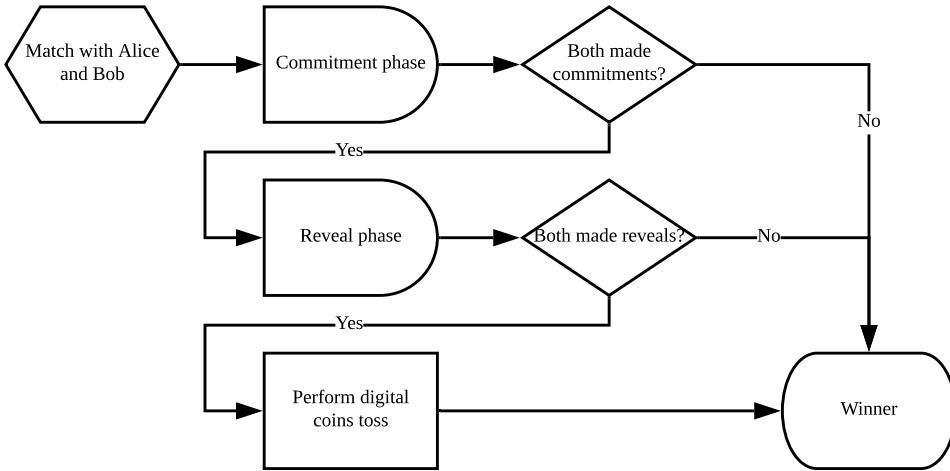 Match with Alice
and Bob
Commitment phase
Both made
commitments?
No
Yes
Reveal phase
Both made reveals?
No
Yes
Perform digital
coins toss
Winner